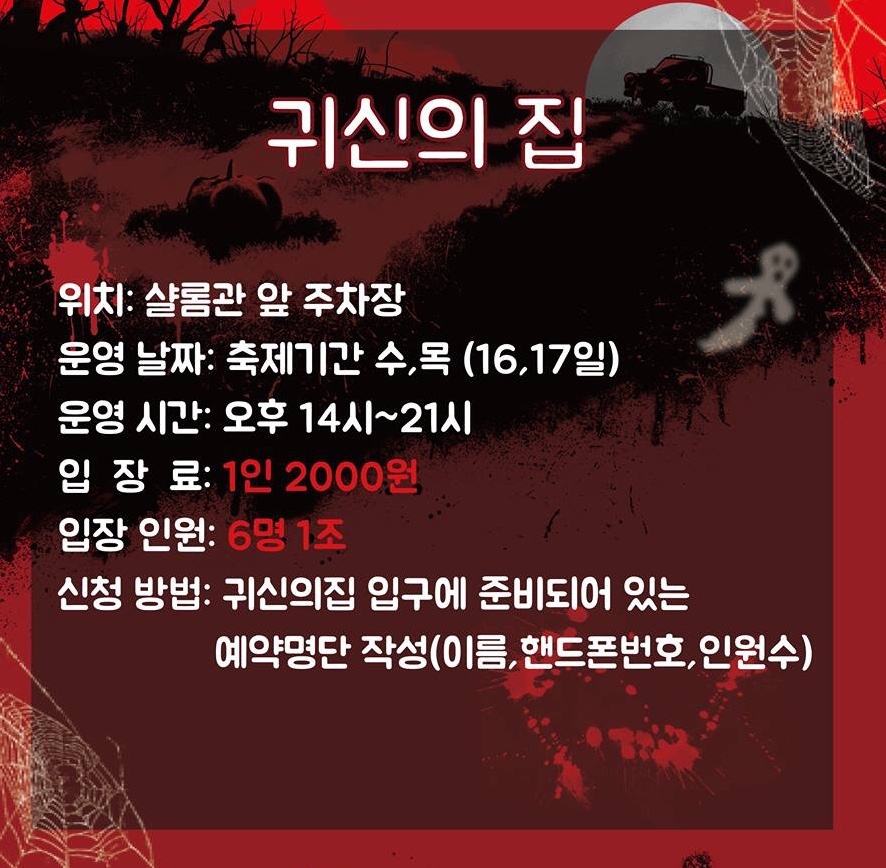 귀신의 집
위치: 샬롬관 앞 주차장
운영 날짜: 축제기간 수,목 (16,17일)
운영 시간: 오후 14시~21시
입 장 료: 1인 2000원
입장 인원: 6명 1조
신청 방법: 귀신의집 입구에 준비되어 있는
예약명단 작성(이름,핸드폰번호,인원수)